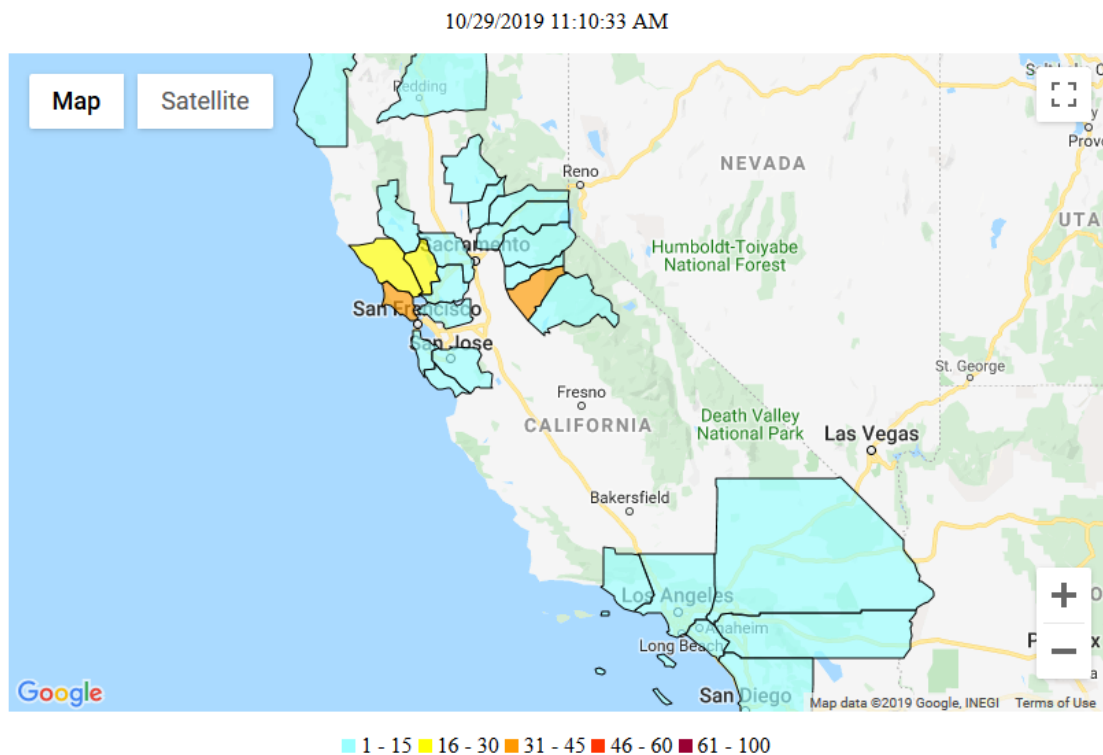 10/29/2019 11:10:33 AM
Map Satellite
Redding
Reno
NEVADA
Prov
UTA
Sacramento
Humboldt-Toiyabe
National Forest
San Francisco
San Jose
St. George
Fresno
CALIFORNIA
Death Valley
National Park
Las Vegas
Bakersfield
Los Angeles
Anaheim
Long Beach
San Diego
Google
Map data ©2019 Google, INEGI Terms of Use
1 - 15 16 - 30 31 - 45 46 - 60 61 - 100